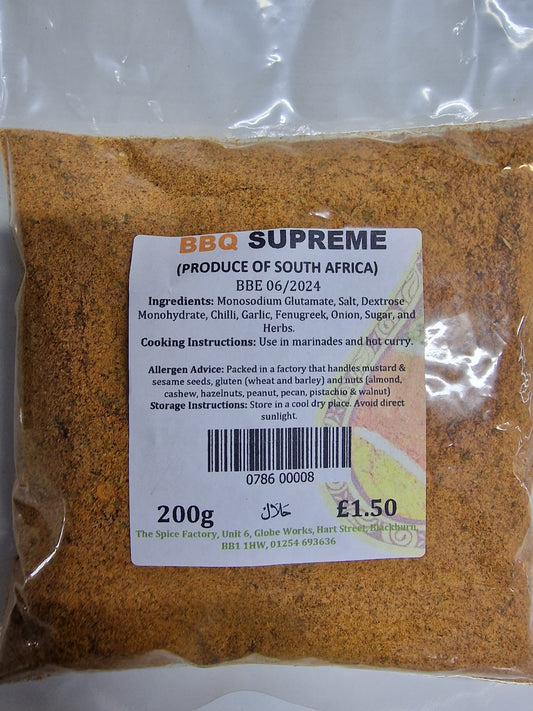 BBQ SUPREME
(PRODUCE OF SOUTH AFRICA)
BBE 06/2024
Ingredients: Monosodium Glutamate, Salt, Dextrose
Monohydrate, Chilli, Garlic, Fenugreek, Onion, Sugar, and
Herbs.
Cooking Instructions: Use in marinades and hot curry.
Allergen Advice: Packed in a factory that handles mustard &
sesame seeds, gluten (wheat and barley) and nuts (almond,
cashew, hazelnuts, peanut, pecan, pistachio & walnut)
Storage Instructions: Store in a cool dry place. Avoid direct
sunlight.
0786 00008
200g حلال £1.50
The Spice Factory, Unit 6, Globe Works, Hart Street, Blackburn,
BB1 1HW, 01254 693636